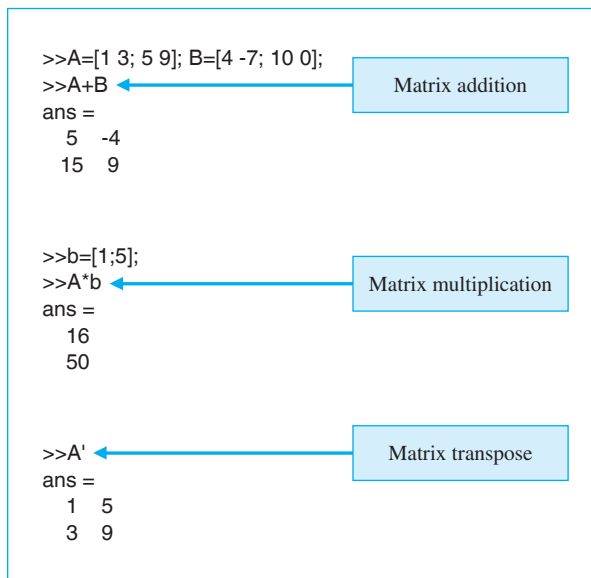 >>A=[1 3; 5 9]; B=[4 -7; 10 0];
>>A+B
Matrix addition
ans =
5 -4
15 9
>>b=[1;5];
>>A*b
Matrix multiplication
ans =
16
50
>>A'
Matrix transpose
ans =
1 5
3 9